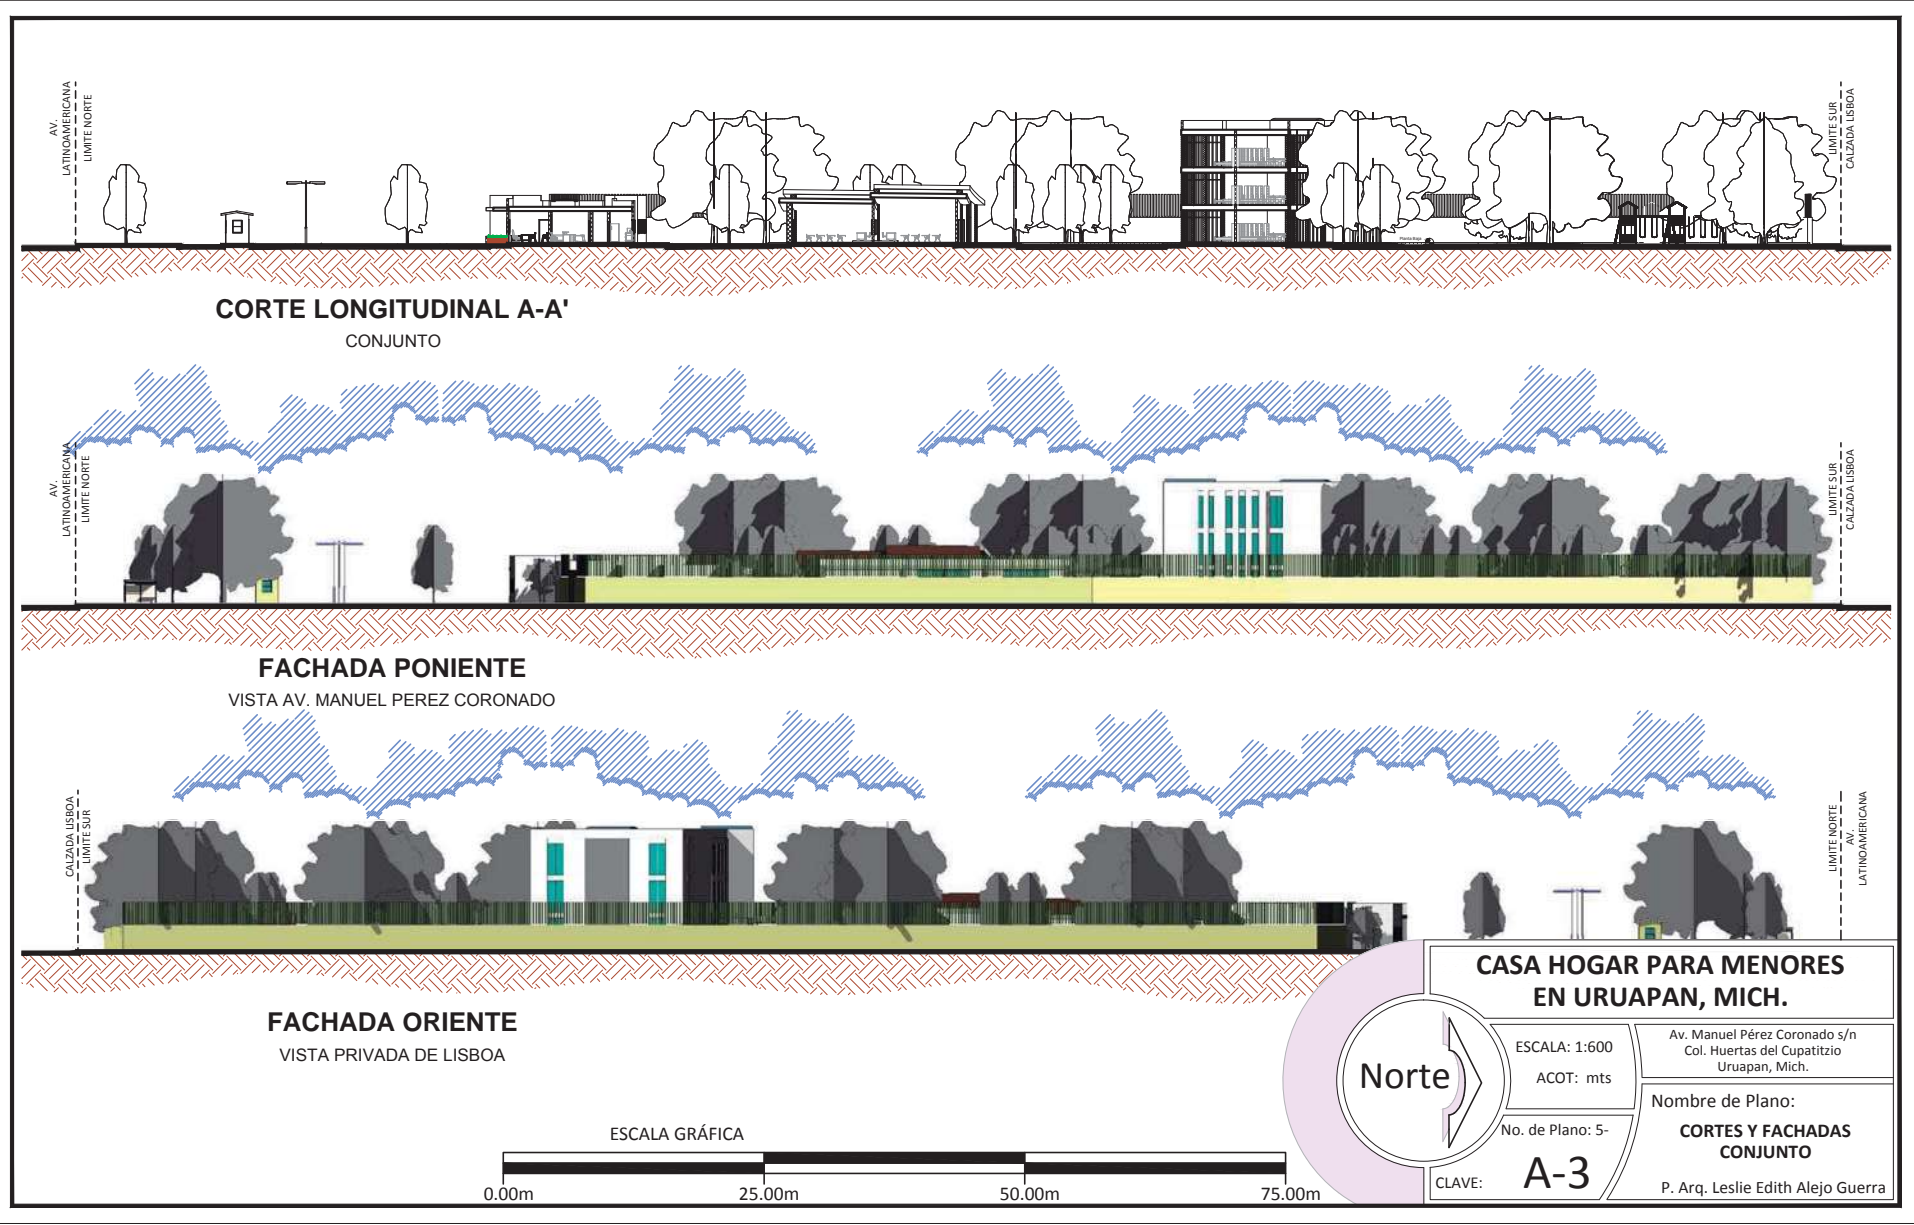 AV.
LATINOAMERICANA
LIMITE NORTE
LIMITE SUR
CALZADA LISBOA
Planta Baja
CORTE LONGITUDINAL A-A'
CONJUNTO
AV.
LATINOAMERICANA
LIMITE NORTE
LIMITE SUR
CALZADA LISBOA
FACHADA PONIENTE
VISTA AV. MANUEL PEREZ CORONADO
CALZADA LISBOA
LIMITE SUR
LIMITE NORTE
AV.
LATINOAMERICANA
FACHADA ORIENTE
VISTA PRIVADA DE LISBOA
ESCALA GRÁFICA
0.00m 25.00m 50.00m 75.00m
CASA HOGAR PARA MENORES
EN URUAPAN, MICH.
Norte
ESCALA: 1:600
ACOT: mts
Av. Manuel Pérez Coronado s/n
Col. Huertas del Cupatitzio
Uruapan, Mich.
No. de Plano: 5-
CLAVE: A-3
Nombre de Plano:
CORTES Y FACHADAS
CONJUNTO
P. Arq. Leslie Edith Alejo Guerra